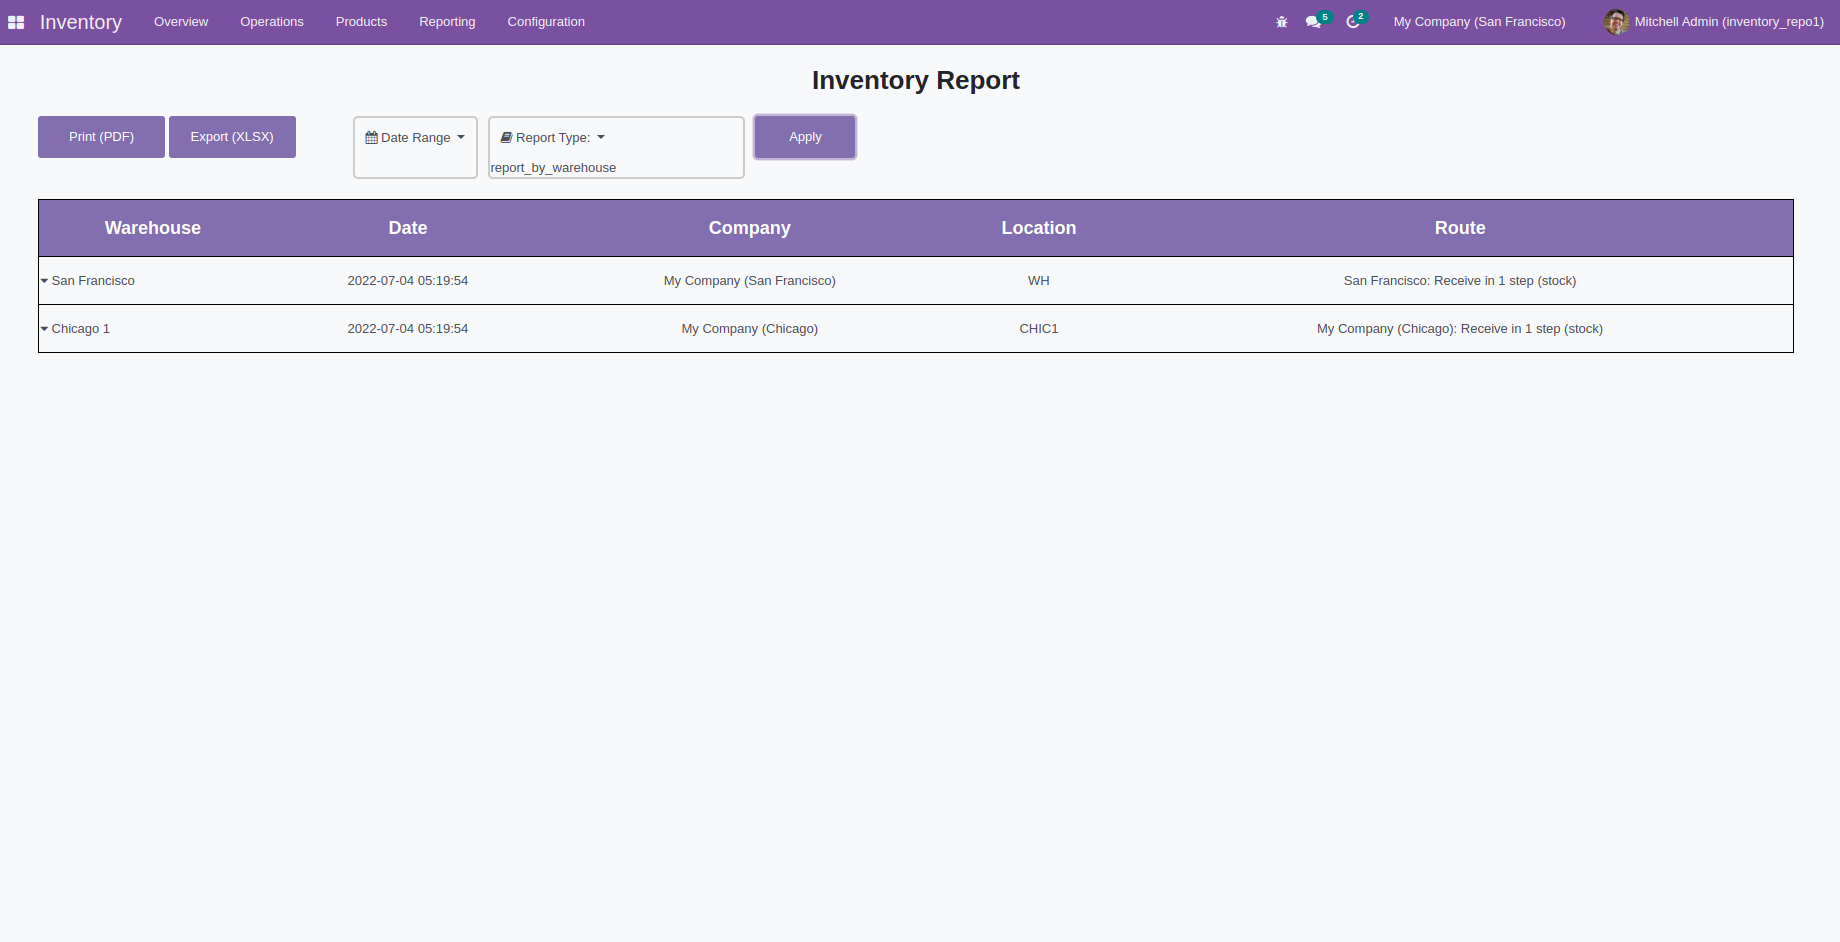 Inventory Overview Operations Products Reporting Configuration 5 2 My Company (San Francisco) Mitchell Admin (inventory_repo1)
Inventory Report
Print (PDF) Export (XLSX) Date Range Report Type: Apply
report_by_warehouse
Warehouse Date Company Location Route
San Francisco 2022-07-04 05:19:54 My Company (San Francisco) WH San Francisco: Receive in 1 step (stock)
Chicago 1 2022-07-04 05:19:54 My Company (Chicago) CHIC1 My Company (Chicago): Receive in 1 step (stock)